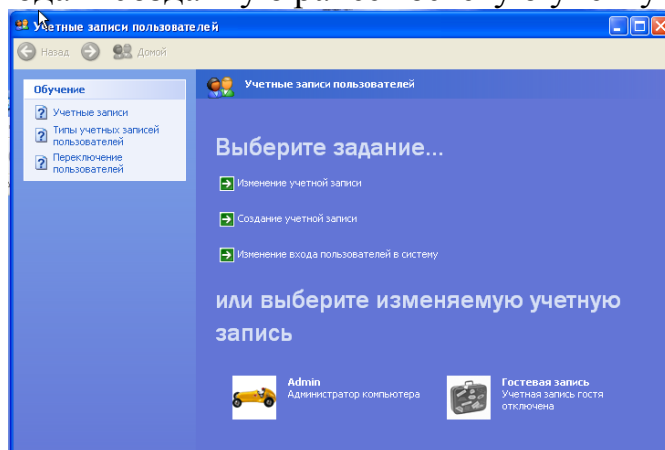 Учетные записи пользователей
Назад Домой
Обучение
Учетные записи
Типы учетных записей
пользователей
Переключение
пользователей
Учетные записи пользователей
Выберите задание...
Изменение учетной записи
Создание учетной записи
Изменение входа пользователей в систему
или выберите изменяемую учетную
запись
Admin
Администратор компьютера
Гостевая запись
Учетная запись гостя
отключена